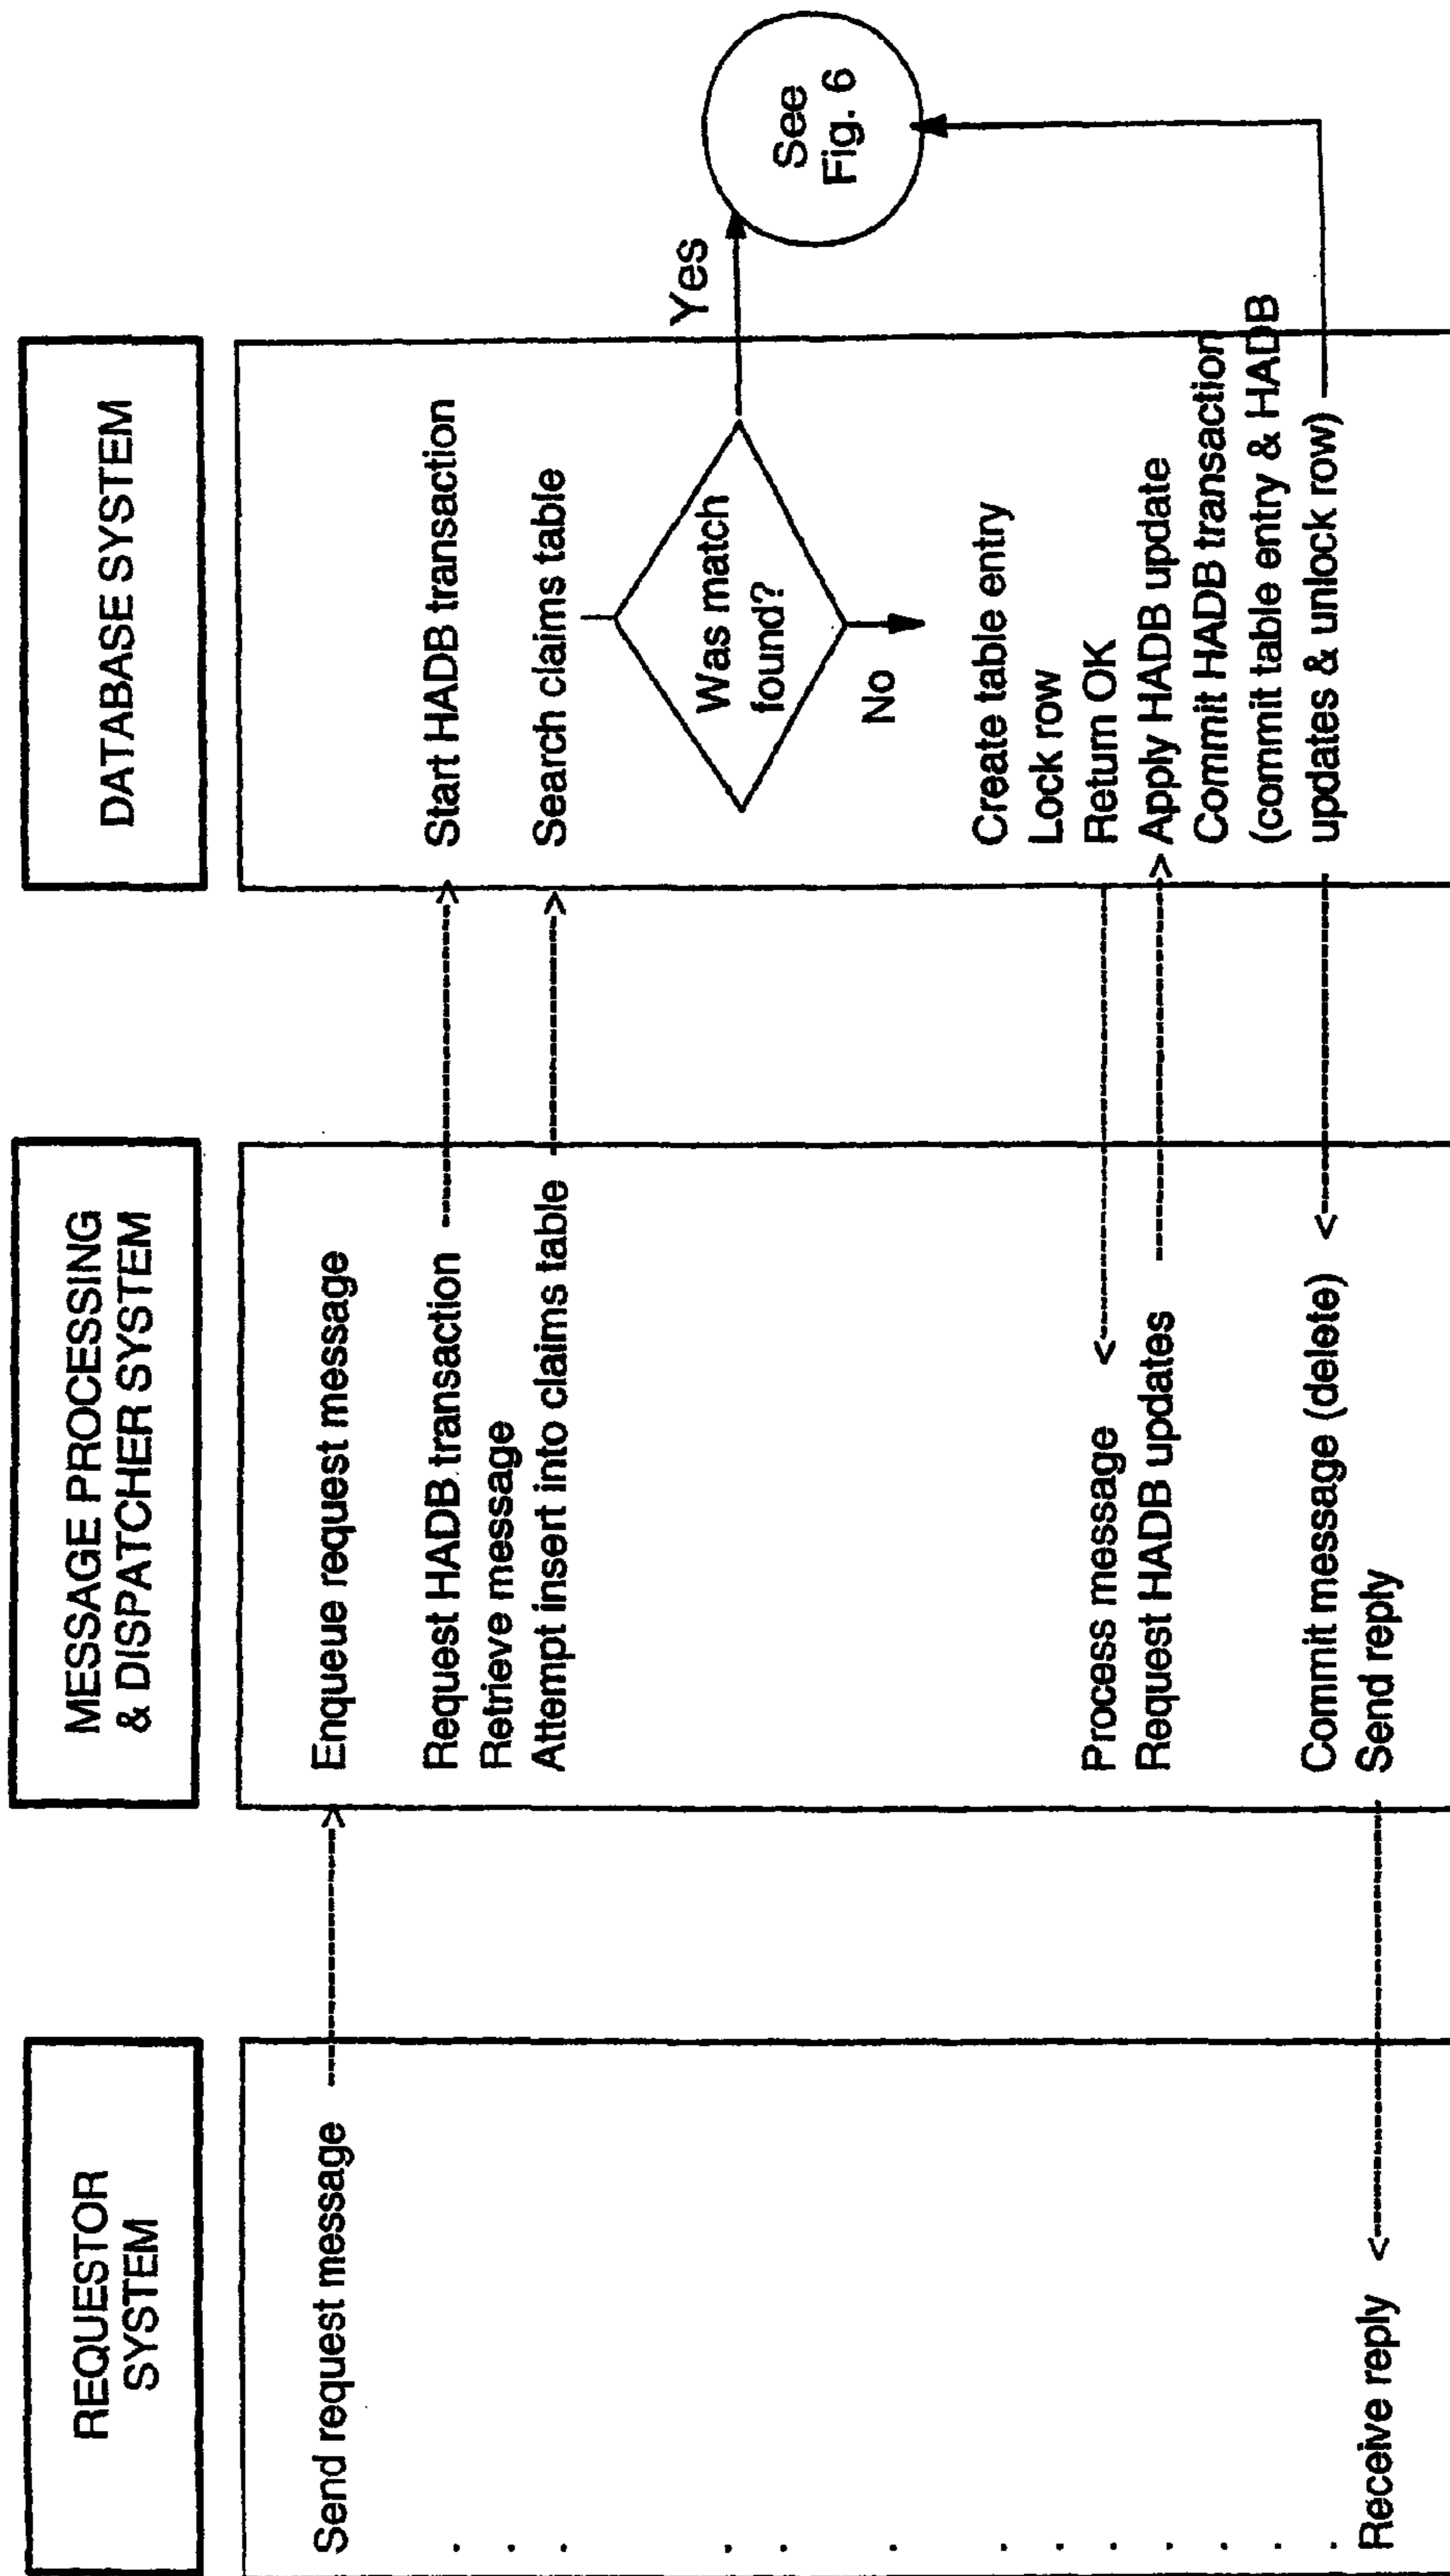 REQUESTOR
SYSTEM
MESSAGE PROCESSING
& DISPATCHER SYSTEM
DATABASE SYSTEM
Send request message
Enqueue request message
Request HADB transaction
Start HADB transaction
Retrieve message
Attempt insert into claims table
Search claims table
Was match
found?
Yes
See
Fig. 6
No
Create table entry
Lock row
Return OK
Process message
Request HADB updates
Apply HADB update
Commit HADB transaction
(commit table entry & HADB
updates & unlock row)
Commit message (delete)
Send reply
Receive reply